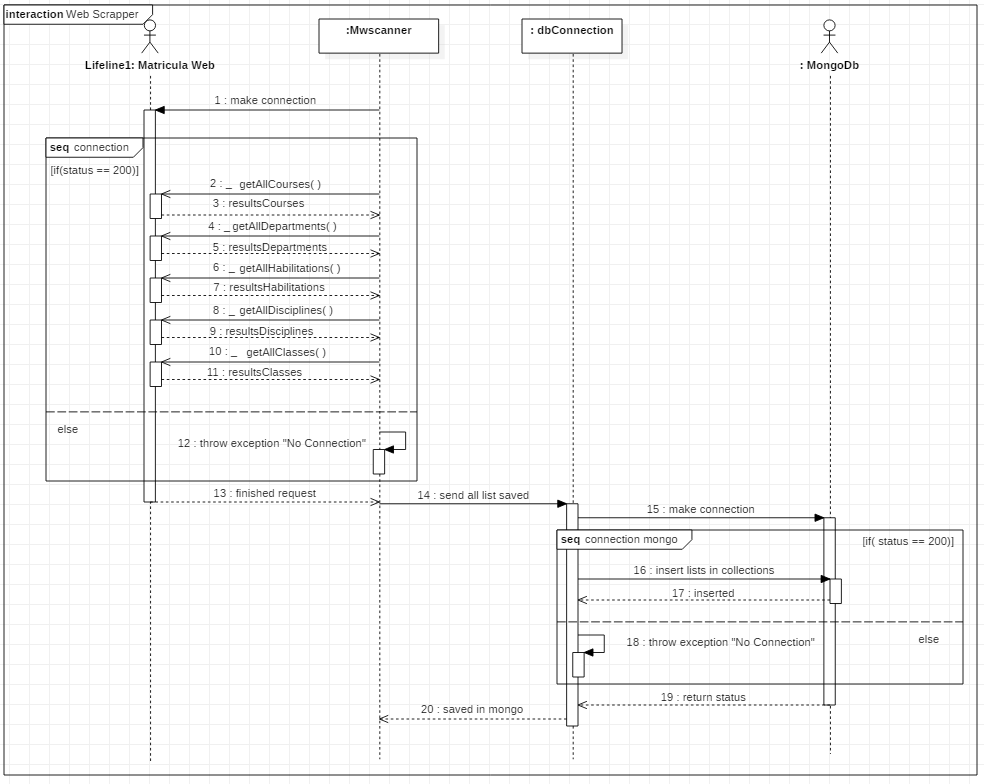 interaction Web Scrapper
:Mwscanner
: dbConnection
Lifeline1: Matricula Web
: MongoDb
1 : make connection
seq connection
[if(status == 200)]
2 : _ getAllCourses( )
3 : resultsCourses
4 : _ getAllDepartments( )
5 : resultsDepartments
6 : _ getAllHabilitations( )
7 : resultsHabilitations
8 : _ getAllDisciplines( )
9 : resultsDisciplines
10 : _ getAllClasses( )
11 : resultsClasses
else
12 : throw exception "No Connection"
13 : finished request
14 : send all list saved
15 : make connection
seq connection mongo
[if( status == 200)]
16 : insert lists in collections
17 : inserted
18 : throw exception "No Connection"
else
19 : return status
20 : saved in mongo